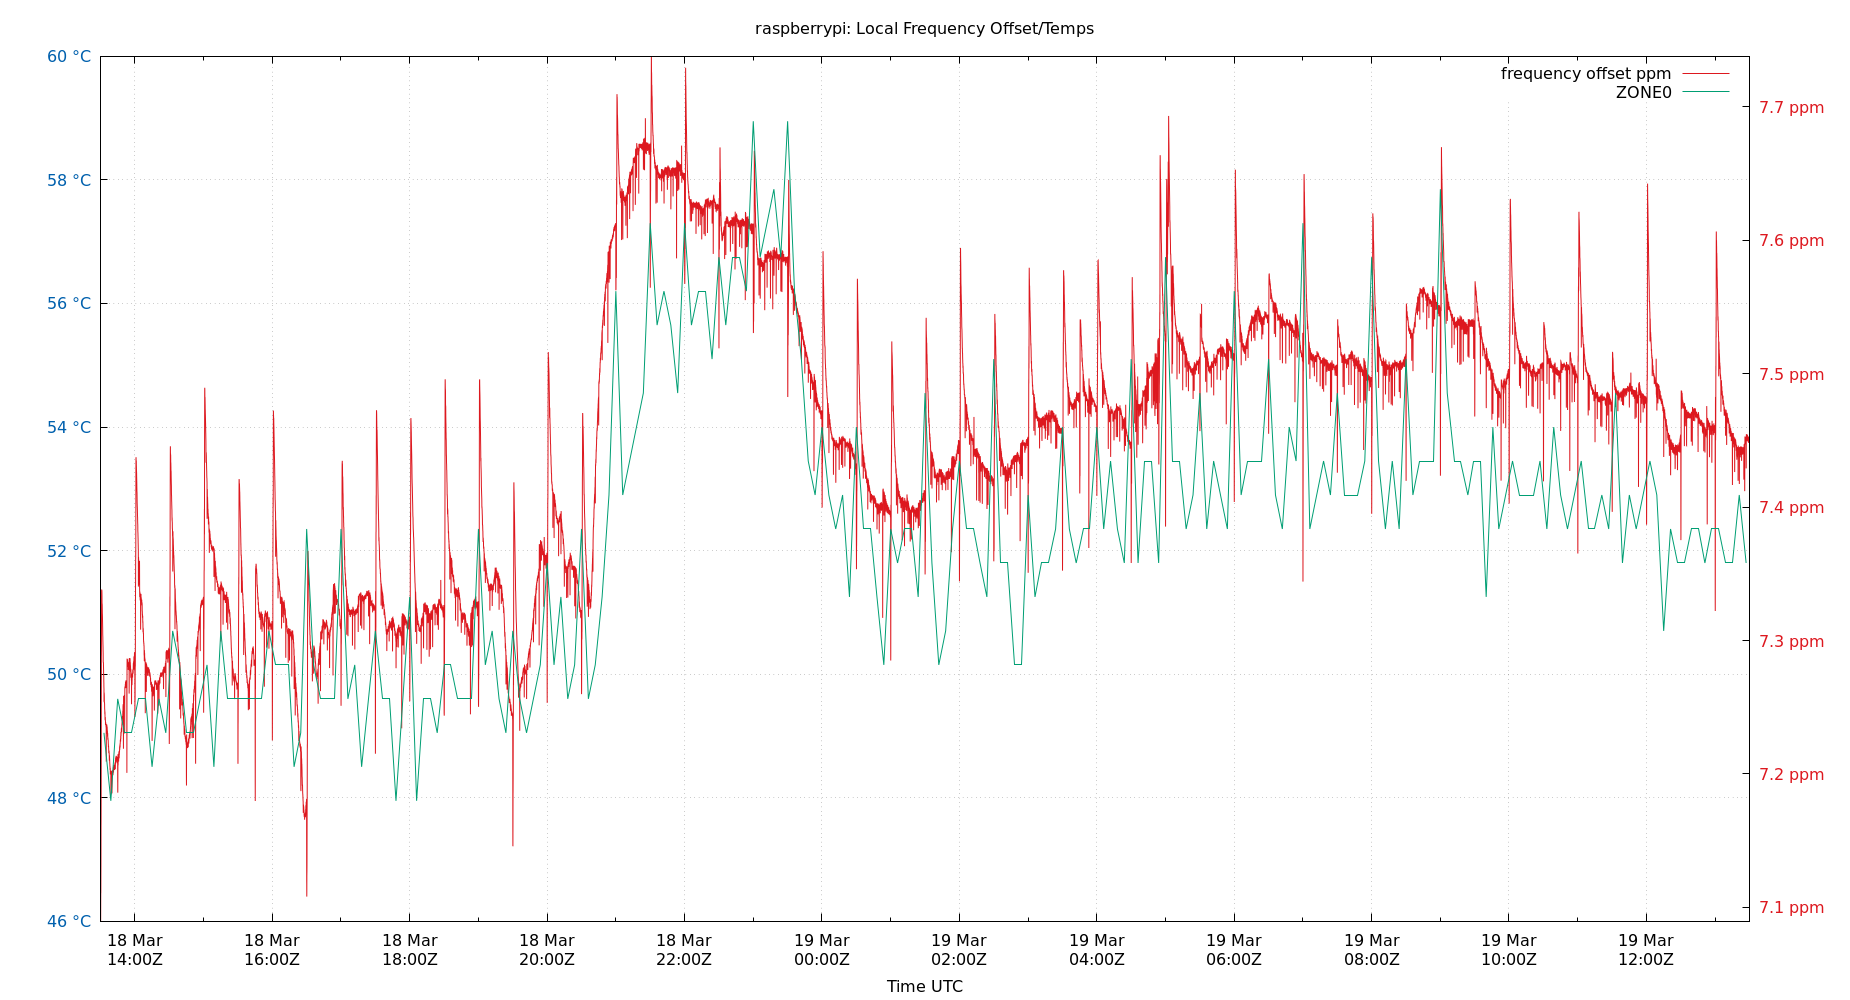 raspberrypi: Local Frequency Offset/Temps
frequency offset ppm
ZONE0
60 °C
58 °C
56 °C
54 °C
52 °C
50 °C
48 °C
46 °C
7.7 ppm
7.6 ppm
7.5 ppm
7.4 ppm
7.3 ppm
7.2 ppm
7.1 ppm
18 Mar
14:00Z
18 Mar
16:00Z
18 Mar
18:00Z
18 Mar
20:00Z
18 Mar
22:00Z
19 Mar
00:00Z
19 Mar
02:00Z
19 Mar
04:00Z
19 Mar
06:00Z
19 Mar
08:00Z
19 Mar
10:00Z
19 Mar
12:00Z
Time UTC